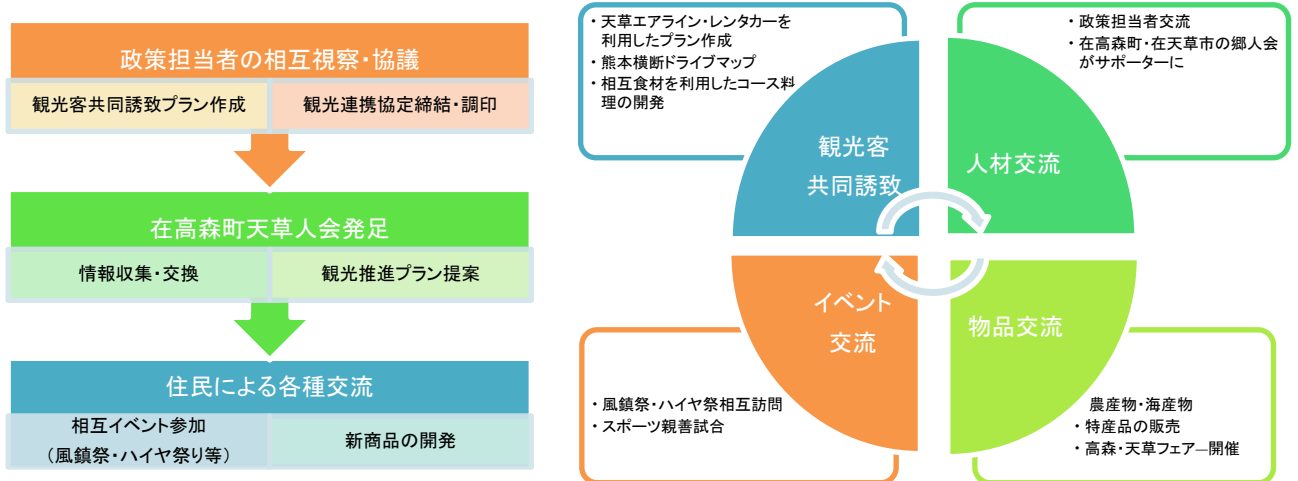 政策担当者の相互視察・協議
観光客共同誘致プラン作成
観光連携協定締結・調印
在高森町天草人会発足
情報収集・交換
観光推進プラン提案
住民による各種交流
相互イベント参加
（風鎮祭・ハイヤ祭り等）
新商品の開発
・天草エアライン・レンタカーを
利用したプラン作成
・熊本横断ドライブマップ
・相互食材を利用したコース料
理の開発
観光客
共同誘致
・政策担当者交流
・在高森町・在天草市の郷人会
がサポーターに
人材交流
イベント
交流
・風鎮祭・ハイヤ祭相互訪問
・スポーツ親善試合
物品交流
農産物・海産物
・特産品の販売
・高森・天草フェア―開催